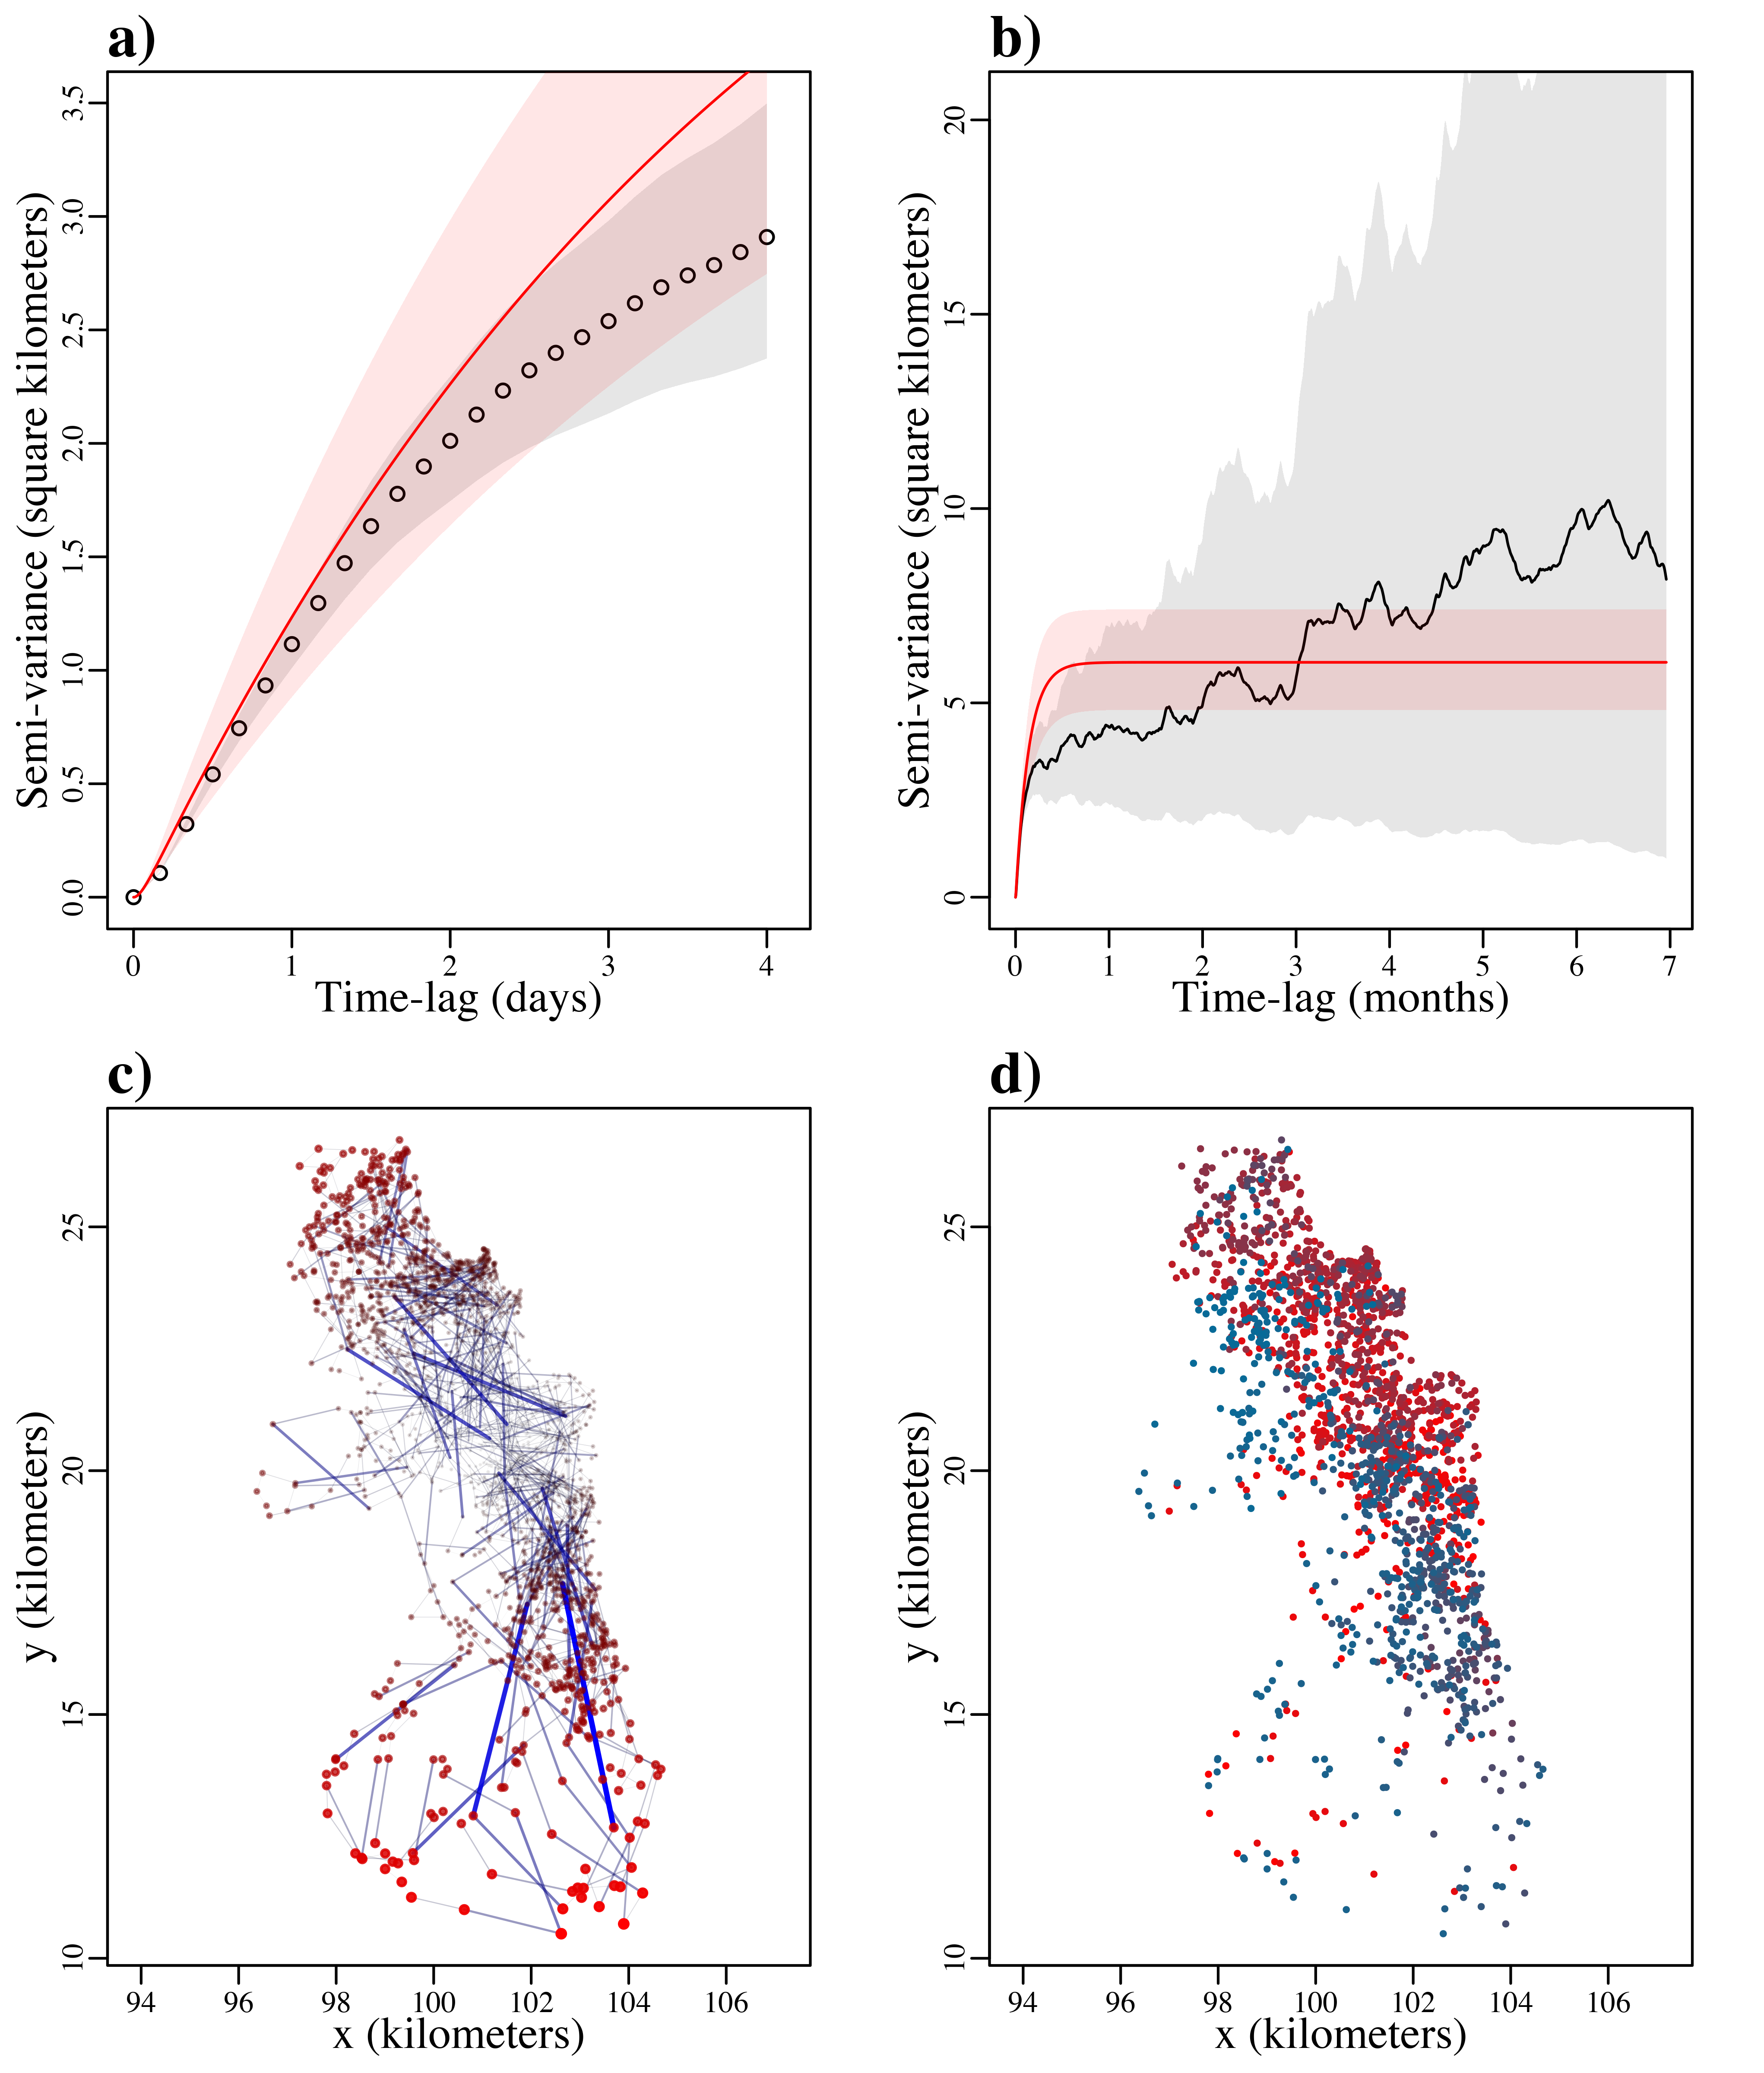 a)
Semi-variance (square kilometers)
3.5
3.0
2.5
2.0
1.5
1.0
0.5
0.0
0 1 2 3 4
Time-lag (days)
b)
Semi-variance (square kilometers)
20
15
10
5
0
0 1 2 3 4 5 6 7
Time-lag (months)
c)
y (kilometers)
25
20
15
10
94 96 98 100 102 104 106
x (kilometers)
d)
y (kilometers)
25
20
15
10
94 96 98 100 102 104 106
x (kilometers)